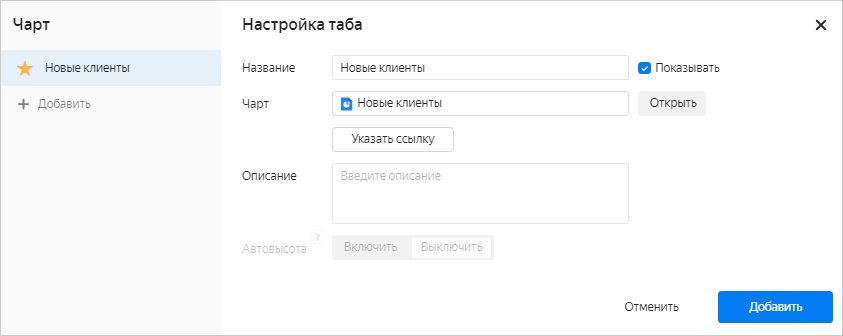 Чарт
Новые клиенты
Добавить
Настройка таба
Название
Новые клиенты
Показывать
Чарт
Новые клиенты
Открыть
Указать ссылку
Описание
Введите описание
Автовысота ?
Включить
Выключить
Отменить
Добавить